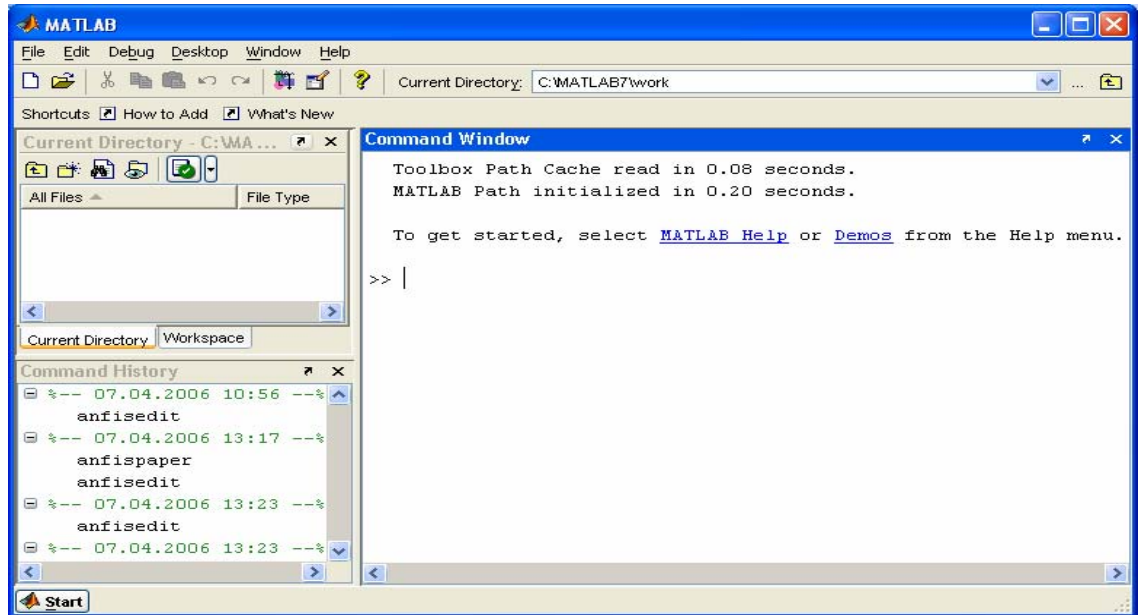 MATLAB
File Edit Debug Desktop Window Help
Current Directory: C:\MATLAB7\work ...
Shortcuts How to Add What's New
Current Directory - C:\MA...
All Files File Type
Current Directory Workspace
Command History
%-- 07.04.2006 10:56 --%
anfisedit
%-- 07.04.2006 13:17 --%
anfispaper
anfisedit
%-- 07.04.2006 13:23 --%
anfisedit
%-- 07.04.2006 13:23 --%
Command Window
Toolbox Path Cache read in 0.08 seconds.
MATLAB Path initialized in 0.20 seconds.
To get started, select MATLAB Help or Demos from the Help menu.
>>
Start